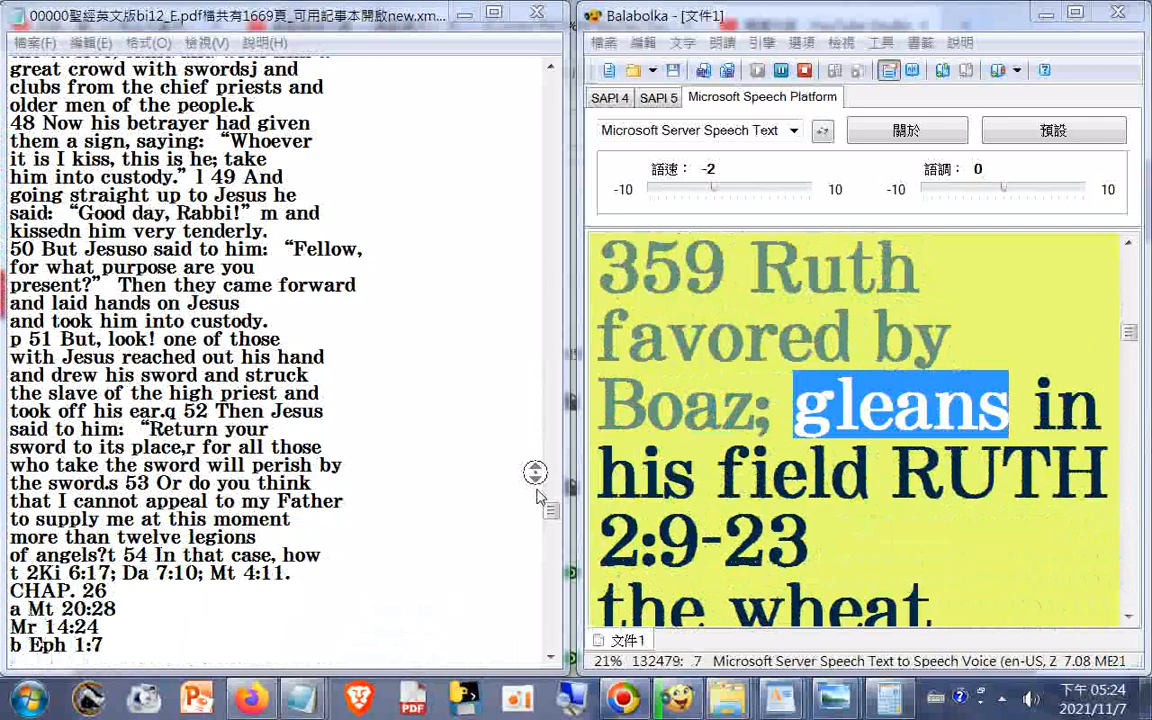 00000聖經英文版bi12_E.pdf檔共有1669頁_可用記事本開啟new.xm...
檔案(F) 編輯(E) 格式(O) 檢視(V) 說明(H)
great crowd with swordsj and
clubs from the chief priests and
older men of the people.k
48 Now his betrayer had given
them a sign, saying: “Whoever
it is I kiss, this is he; take
him into custody.” l 49 And
going straight up to Jesus he
said: “Good day, Rabbi!” m and
kissedn him very tenderly.
50 But Jesuso said to him: “Fellow,
for what purpose are you
present?” Then they came forward
and laid hands on Jesus
and took him into custody.
p 51 But, look! one of those
with Jesus reached out his hand
and drew his sword and struck
the slave of the high priest and
took off his ear.q 52 Then Jesus
said to him: “Return your
sword to its place,r for all those
who take the sword will perish by
the sword.s 53 Or do you think
that I cannot appeal to my Father
to supply me at this moment
more than twelve legions
of angels?t 54 In that case, how
t 2Ki 6:17; Da 7:10; Mt 4:11.
CHAP. 26
a Mt 20:28
Mr 14:24
b Eph 1:7
Balabolka - [文件1]
檔案 編輯 文字 朗讀 引擎 選項 檢視 工具 書籤 說明
SAPI 4 SAPI 5 Microsoft Speech Platform
Microsoft Server Speech Text 關於 預設
語速: -2 語調: 0
-10 10 -10 10
359 Ruth
favored by
Boaz; gleans in
his field RUTH
2:9-23
the wheat
文件1
21% 132479: .7 Microsoft Server Speech Text to Speech Voice (en-US, Z 7.08 ME21
PDF
下午 05:24
2021/11/7